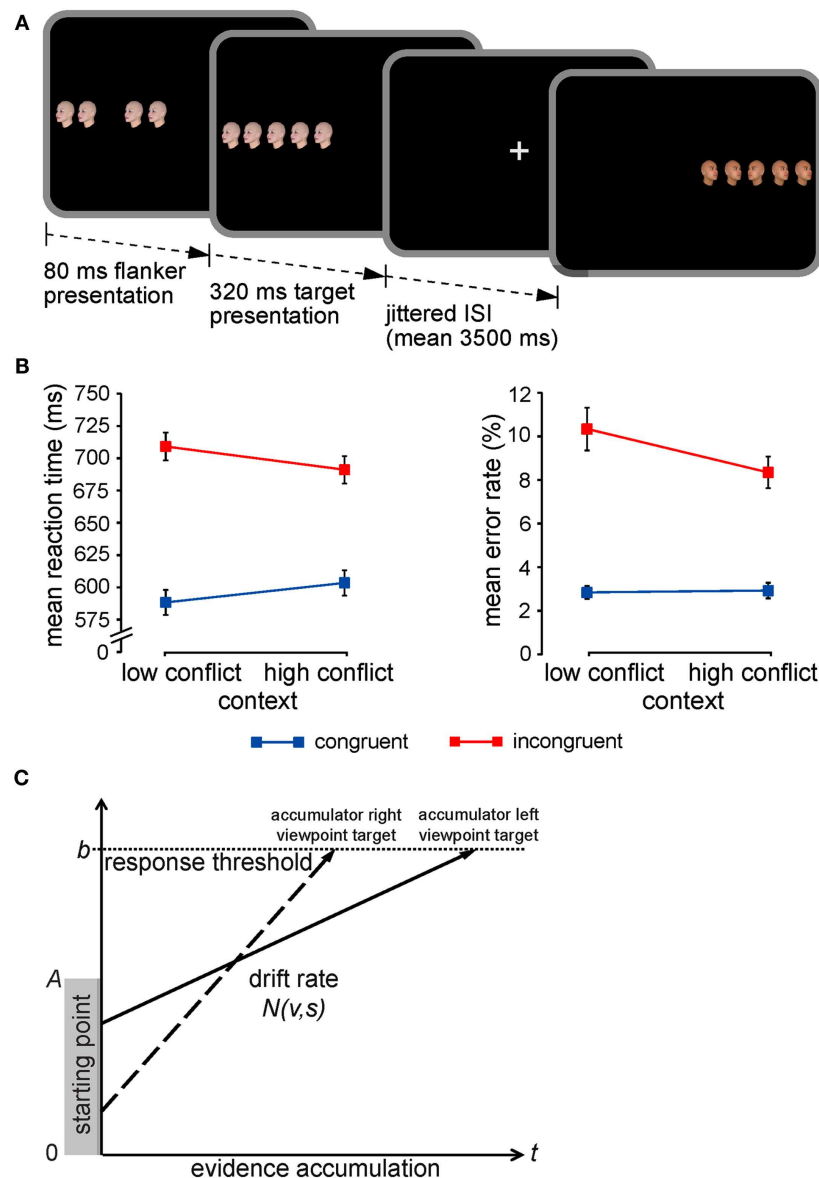 A
80 ms flanker
presentation
320 ms target
presentation
jittered ISI
(mean 3500 ms)
B
mean reaction time (ms)
750
725
700
675
650
625
600
575
0
low conflict
high conflict
context
mean error rate (%)
12
10
8
6
4
2
0
low conflict
high conflict
context
congruent
incongruent
C
accumulator right
viewpoint target
accumulator left
viewpoint target
b
response threshold
A
drift rate
N(v,s)
starting point
0
evidence accumulation
t